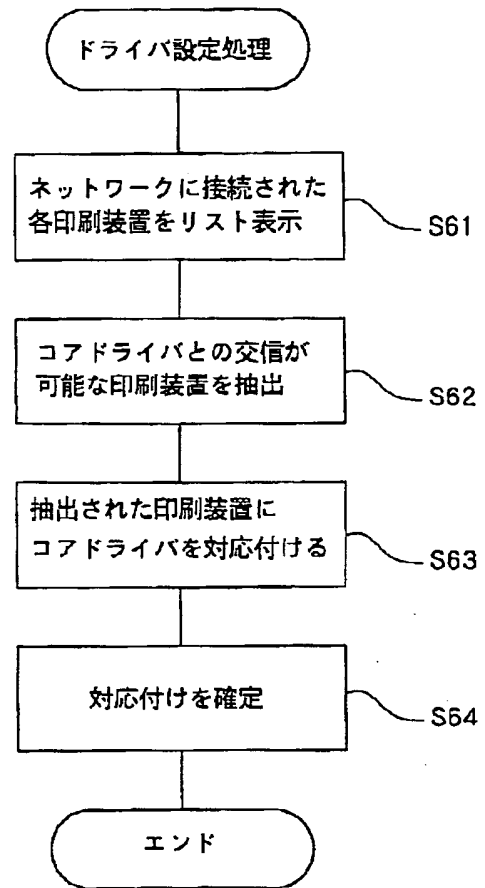 ドライバ設定処理
ネットワークに接続された
各印刷装置をリスト表示
S61
コアドライバとの交信が
可能な印刷装置を抽出
S62
抽出された印刷装置に
コアドライバを対応付ける
S63
対応付けを確定
S64
エンド